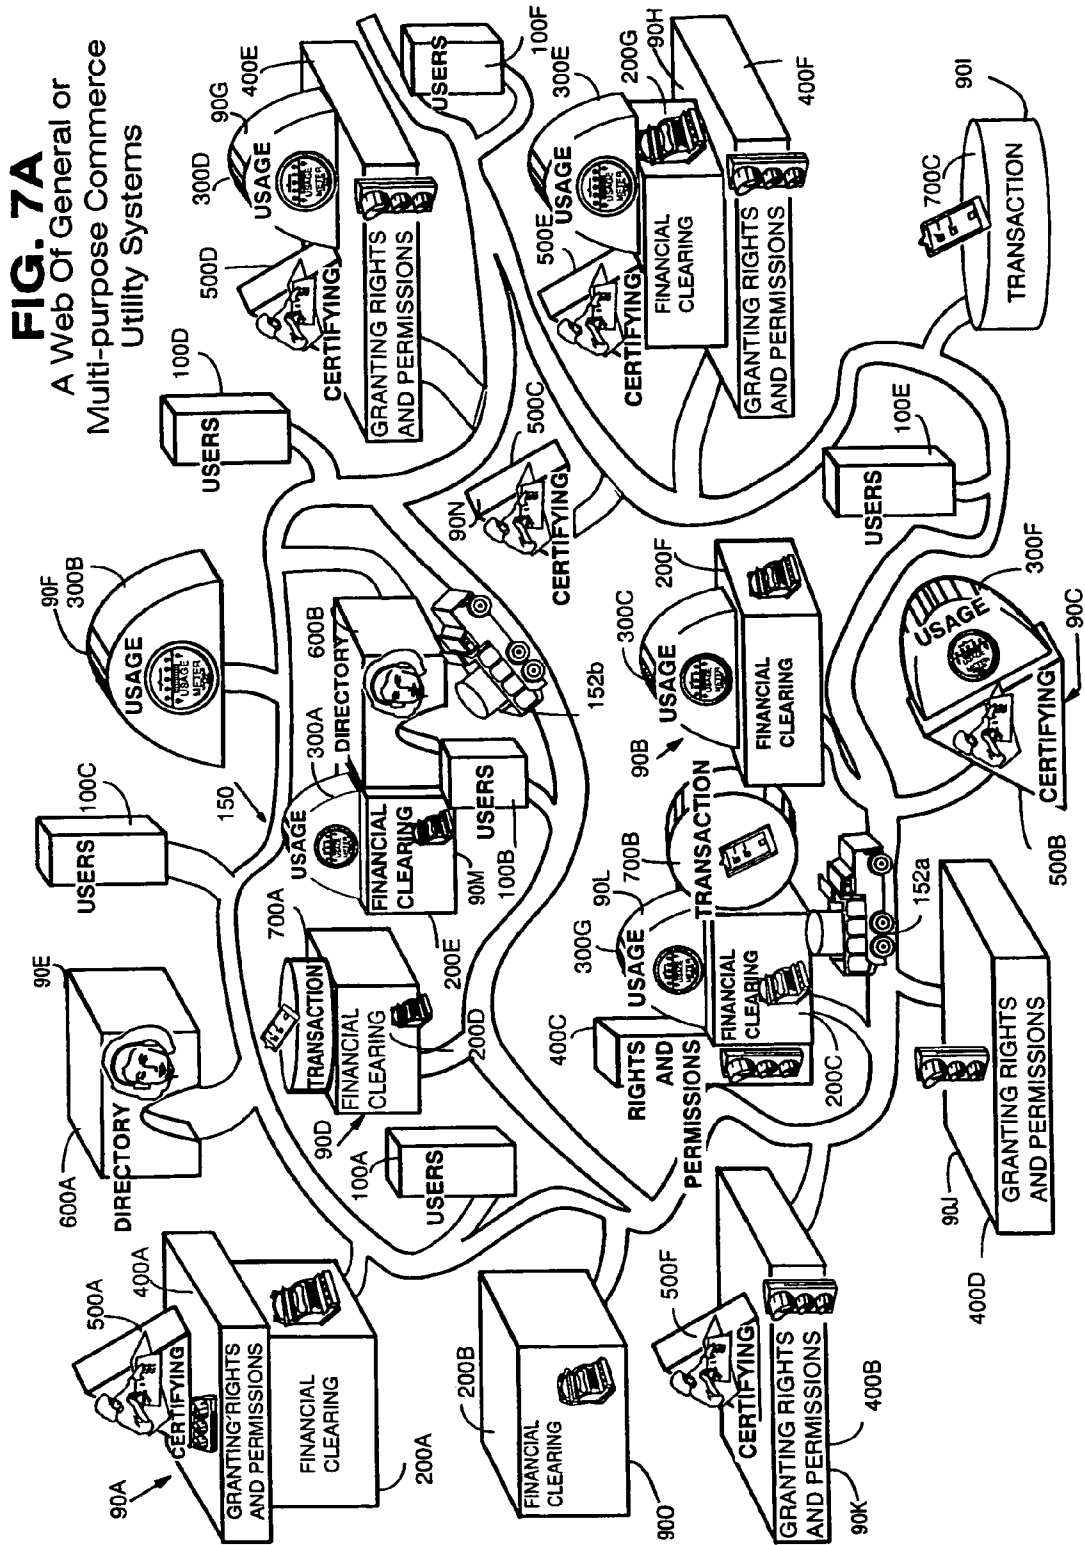 FIG. 7A
A Web Of General or
Multi-purpose Commerce
Utility Systems
90A
500A
400A
CERTIFYING
GRANTING RIGHTS
AND PERMISSIONS
FINANCIAL
CLEARING
200A
600A
90E
DIRECTORY
100C
USERS
150
90F
300B
USAGE
USAGE
METER
100D
USERS
500D
300D
90G
400E
USAGE
USAGE
METER
CERTIFYING
GRANTING RIGHTS
AND PERMISSIONS
USERS
100F
90D
700A
TRANSACTION
FINANCIAL
CLEARING
200D
100A
USERS
300A
USAGE
DIRECTORY
600B
FINANCIAL
CLEARING
200E
90M
USERS
100B
152b
90N
500C
CERTIFYING
500E
300E
200G
90H
USAGE
USAGE
METER
CERTIFYING
FINANCIAL
CLEARING
GRANTING RIGHTS
AND PERMISSIONS
400F
200B
FINANCIAL
CLEARING
90O
400C
300G
90L
700B
USAGE
TRANSACTION
RIGHTS
AND
PERMISSIONS
FINANCIAL
CLEARING
200C
152a
90B
300C
200F
USAGE
FINANCIAL
CLEARING
100E
USERS
700C
90I
TRANSACTION
500F
CERTIFYING
GRANTING RIGHTS
AND PERMISSIONS
400B
90K
90J
GRANTING RIGHTS
AND PERMISSIONS
400D
USAGE
300F
CERTIFYING
90C
500B